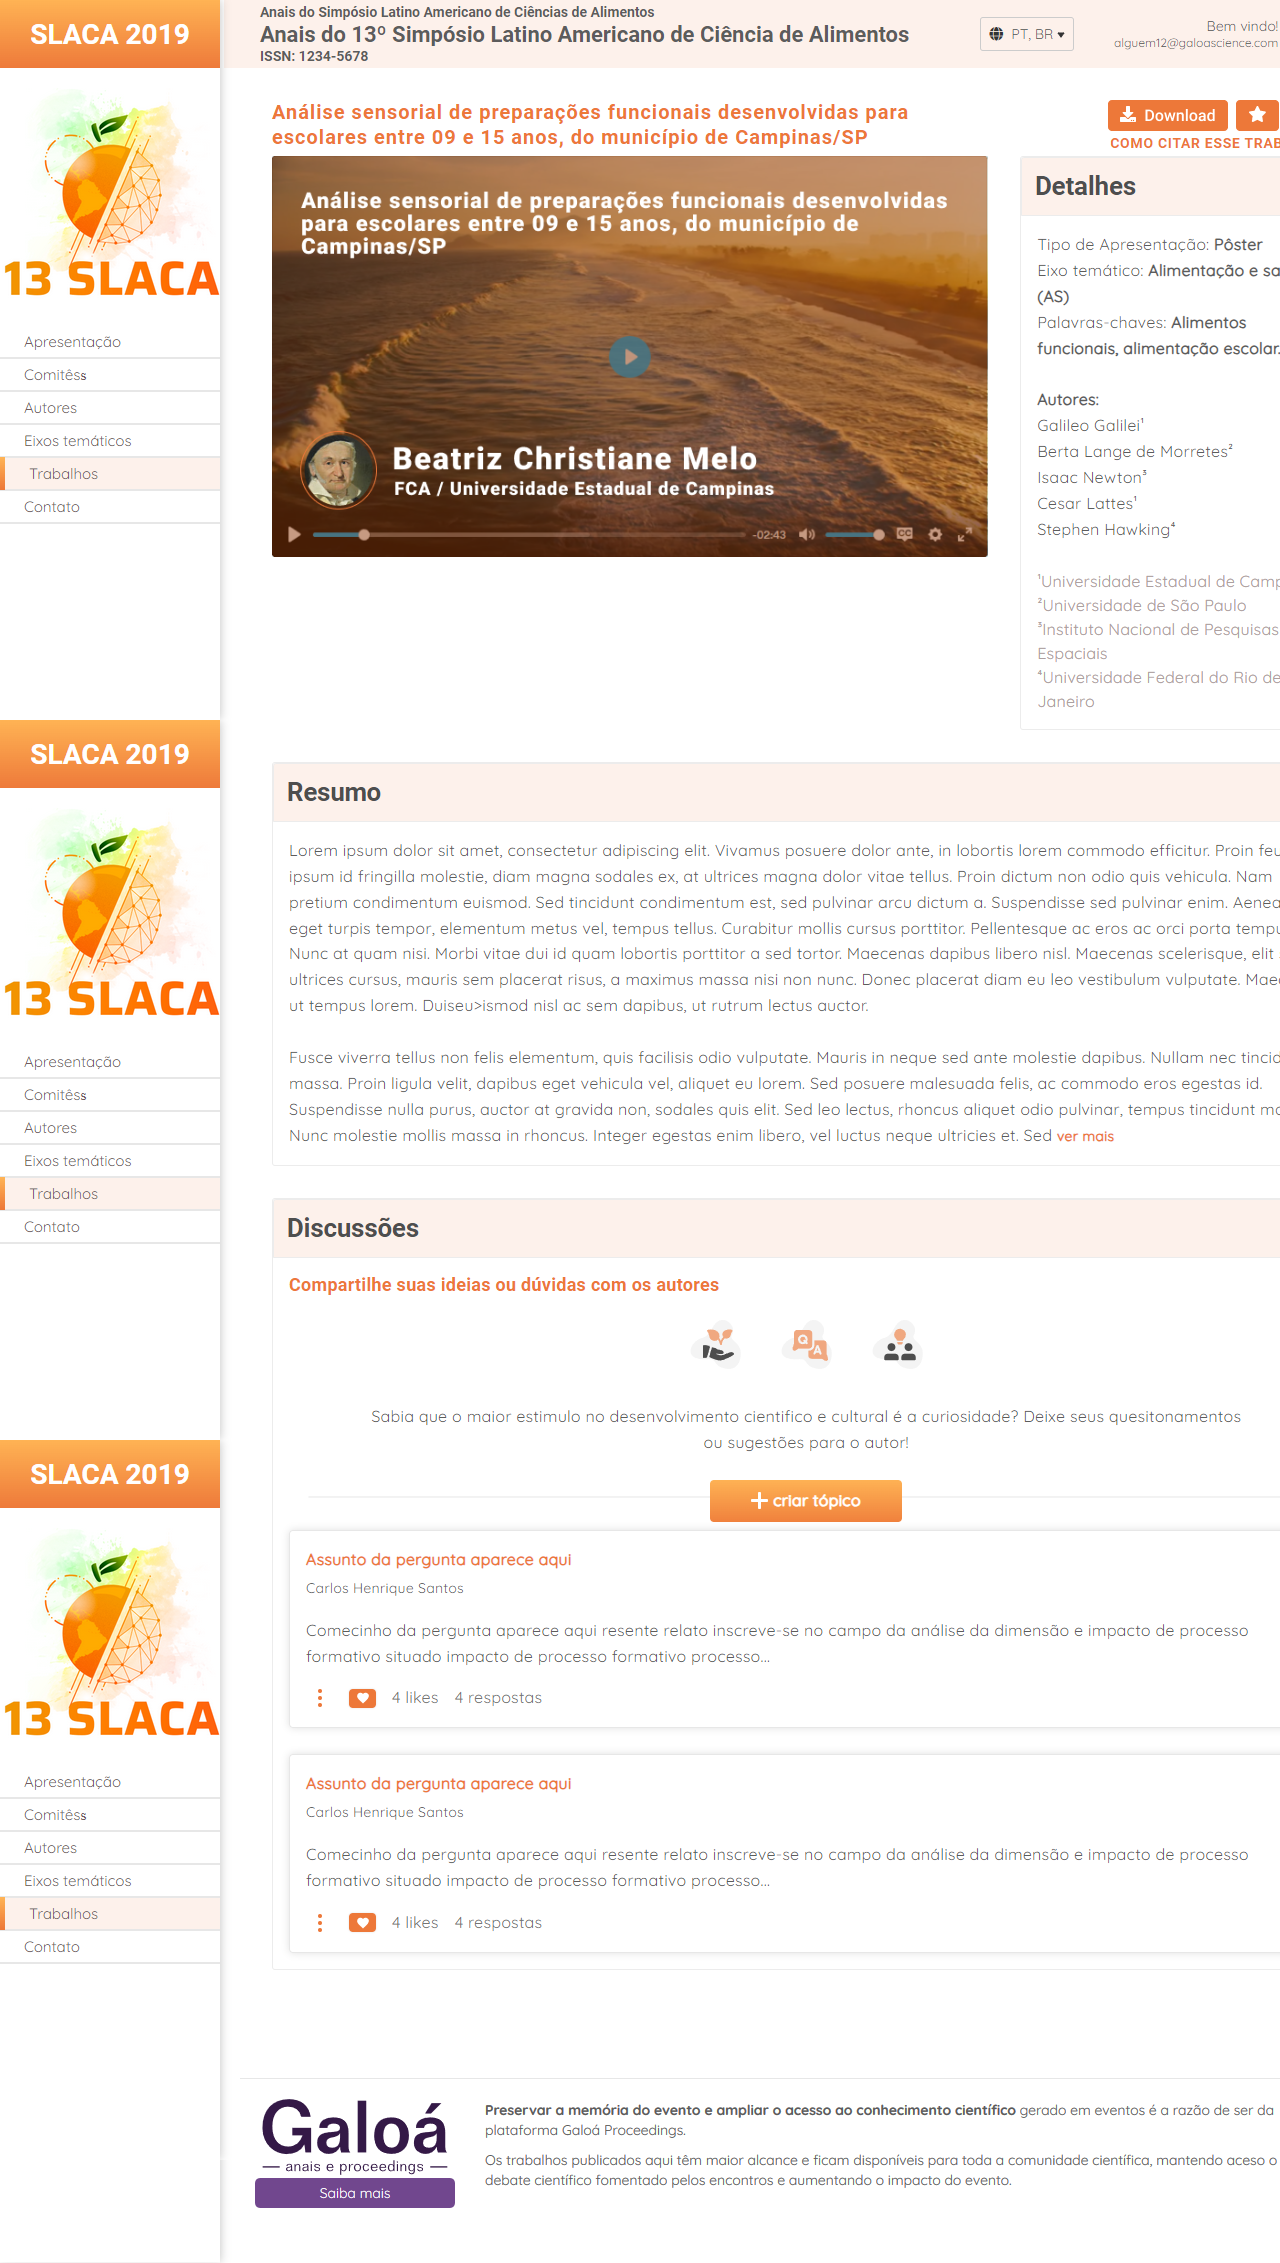 SLACA 2019
Anais do Simpósio Latino Americano de Ciências de Alimentos
Anais do 13º Simpósio Latino Americano de Ciência de Alimentos
ISSN: 1234-5678
PT, BR
Bem vindo!
alguem12@galoascience.com
13 SLACA
Apresentação
Comitêss
Autores
Eixos temáticos
Trabalhos
Contato
Análise sensorial de preparações funcionais desenvolvidas para
escolares entre 09 e 15 anos, do município de Campinas/SP
Download
COMO CITAR ESSE TRAB
Análise sensorial de preparações funcionais desenvolvidas
para escolares entre 09 e 15 anos, do município de
Campinas/SP
Beatriz Christiane Melo
FCA / Universidade Estadual de Campinas
-02:43
CC
Detalhes
Tipo de Apresentação: Pôster
Eixo temático: Alimentação e sa
(AS)
Palavras-chaves: Alimentos
funcionais, alimentação escolar.
Autores:
Galileo Galilei¹
Berta Lange de Morretes²
Isaac Newton³
Cesar Lattes¹
Stephen Hawking⁴
¹Universidade Estadual de Camp
²Universidade de São Paulo
³Instituto Nacional de Pesquisas
Espaciais
⁴Universidade Federal do Rio de
Janeiro
SLACA 2019
13 SLACA
Apresentação
Comitêss
Autores
Eixos temáticos
Trabalhos
Contato
Resumo
Lorem ipsum dolor sit amet, consectetur adipiscing elit. Vivamus posuere dolor ante, in lobortis lorem commodo efficitur. Proin feu
ipsum id fringilla molestie, diam magna sodales ex, at ultrices magna dolor vitae tellus. Proin dictum non odio quis vehicula. Nam
pretium condimentum euismod. Sed tincidunt condimentum est, sed pulvinar arcu dictum a. Suspendisse sed pulvinar enim. Aenea
eget turpis tempor, elementum metus vel, tempus tellus. Curabitur mollis cursus porttitor. Pellentesque ac eros ac orci porta tempu
Nunc at quam nisi. Morbi vitae dui id quam lobortis porttitor a sed tortor. Maecenas dapibus libero nisl. Maecenas scelerisque, elit
ultrices cursus, mauris sem placerat risus, a maximus massa nisi non nunc. Donec placerat diam eu leo vestibulum vulputate. Mae
ut tempus lorem. Duiseu>ismod nisl ac sem dapibus, ut rutrum lectus auctor.
Fusce viverra tellus non felis elementum, quis facilisis odio vulputate. Mauris in neque sed ante molestie dapibus. Nullam nec tincid
massa. Proin ligula velit, dapibus eget vehicula vel, aliquet eu lorem. Sed posuere malesuada felis, ac commodo eros egestas id.
Suspendisse nulla purus, auctor at gravida non, sodales quis elit. Sed leo lectus, rhoncus aliquet odio pulvinar, tempus tincidunt mo
Nunc molestie mollis massa in rhoncus. Integer egestas enim libero, vel luctus neque ultricies et. Sed ver mais
Discussões
Compartilhe suas ideias ou dúvidas com os autores
Q A
Sabia que o maior estimulo no desenvolvimento cientifico e cultural é a curiosidade? Deixe seus quesitonamentos
ou sugestões para o autor!
criar tópico
SLACA 2019
13 SLACA
Apresentação
Comitêss
Autores
Eixos temáticos
Trabalhos
Contato
Assunto da pergunta aparece aqui
Carlos Henrique Santos
Comecinho da pergunta aparece aqui resente relato inscreve-se no campo da análise da dimensão e impacto de processo
formativo situado impacto de processo formativo processo...
4 likes 4 respostas
Assunto da pergunta aparece aqui
Carlos Henrique Santos
Comecinho da pergunta aparece aqui resente relato inscreve-se no campo da análise da dimensão e impacto de processo
formativo situado impacto de processo formativo processo...
4 likes 4 respostas
Galoá
anais e proceedings
Saiba mais
Preservar a memória do evento e ampliar o acesso ao conhecimento científico gerado em eventos é a razão de ser da
plataforma Galoá Proceedings.
Os trabalhos publicados aqui têm maior alcance e ficam disponíveis para toda a comunidade científica, mantendo aceso o
debate científico fomentado pelos encontros e aumentando o impacto do evento.